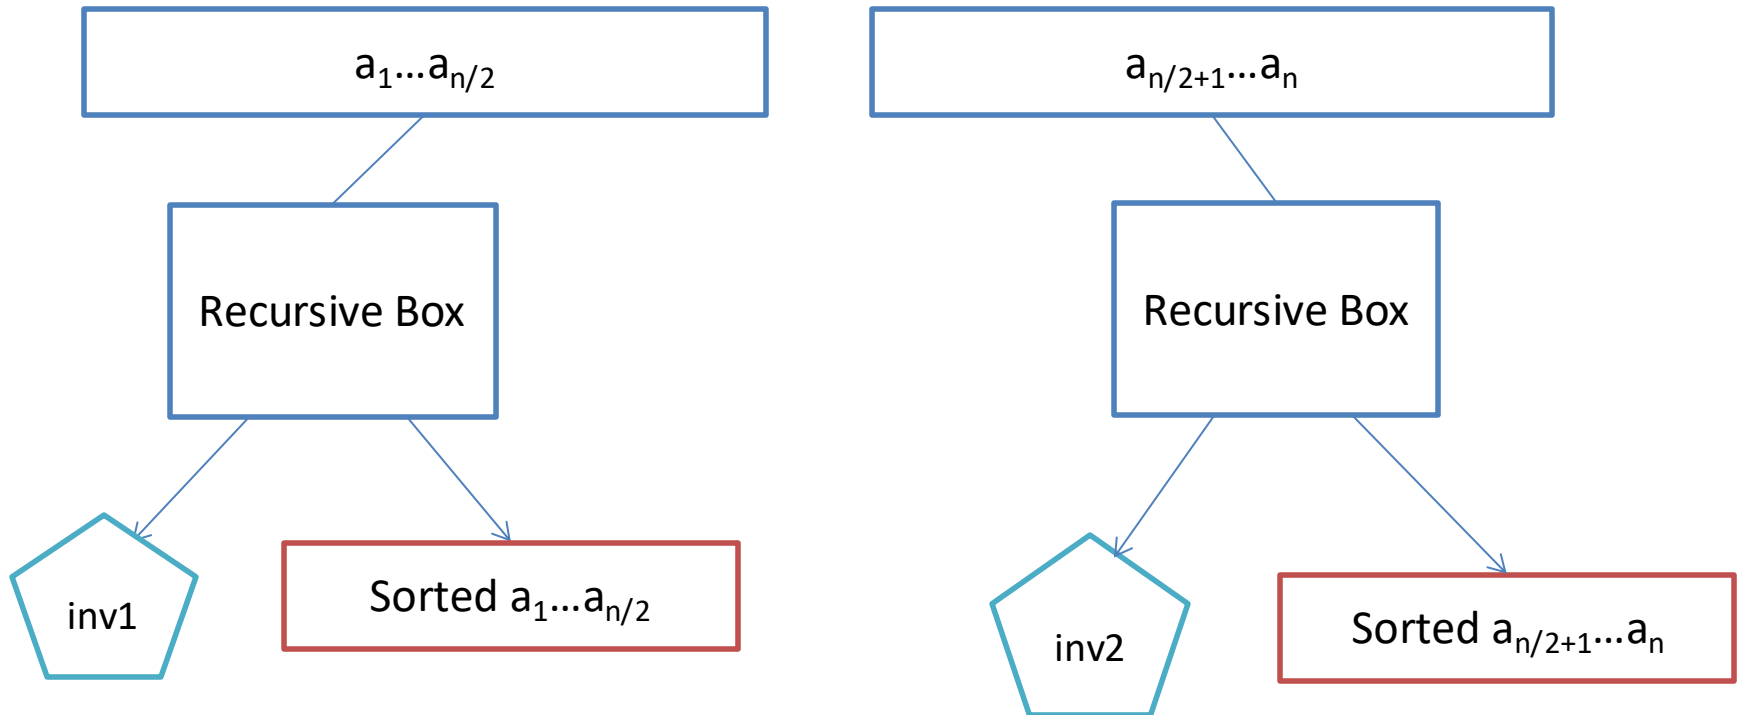 a₁…aₙ/₂
aₙ/₂₊₁…aₙ
Recursive Box
Recursive Box
inv1
Sorted a₁…aₙ/₂
inv2
Sorted aₙ/₂₊₁…aₙ